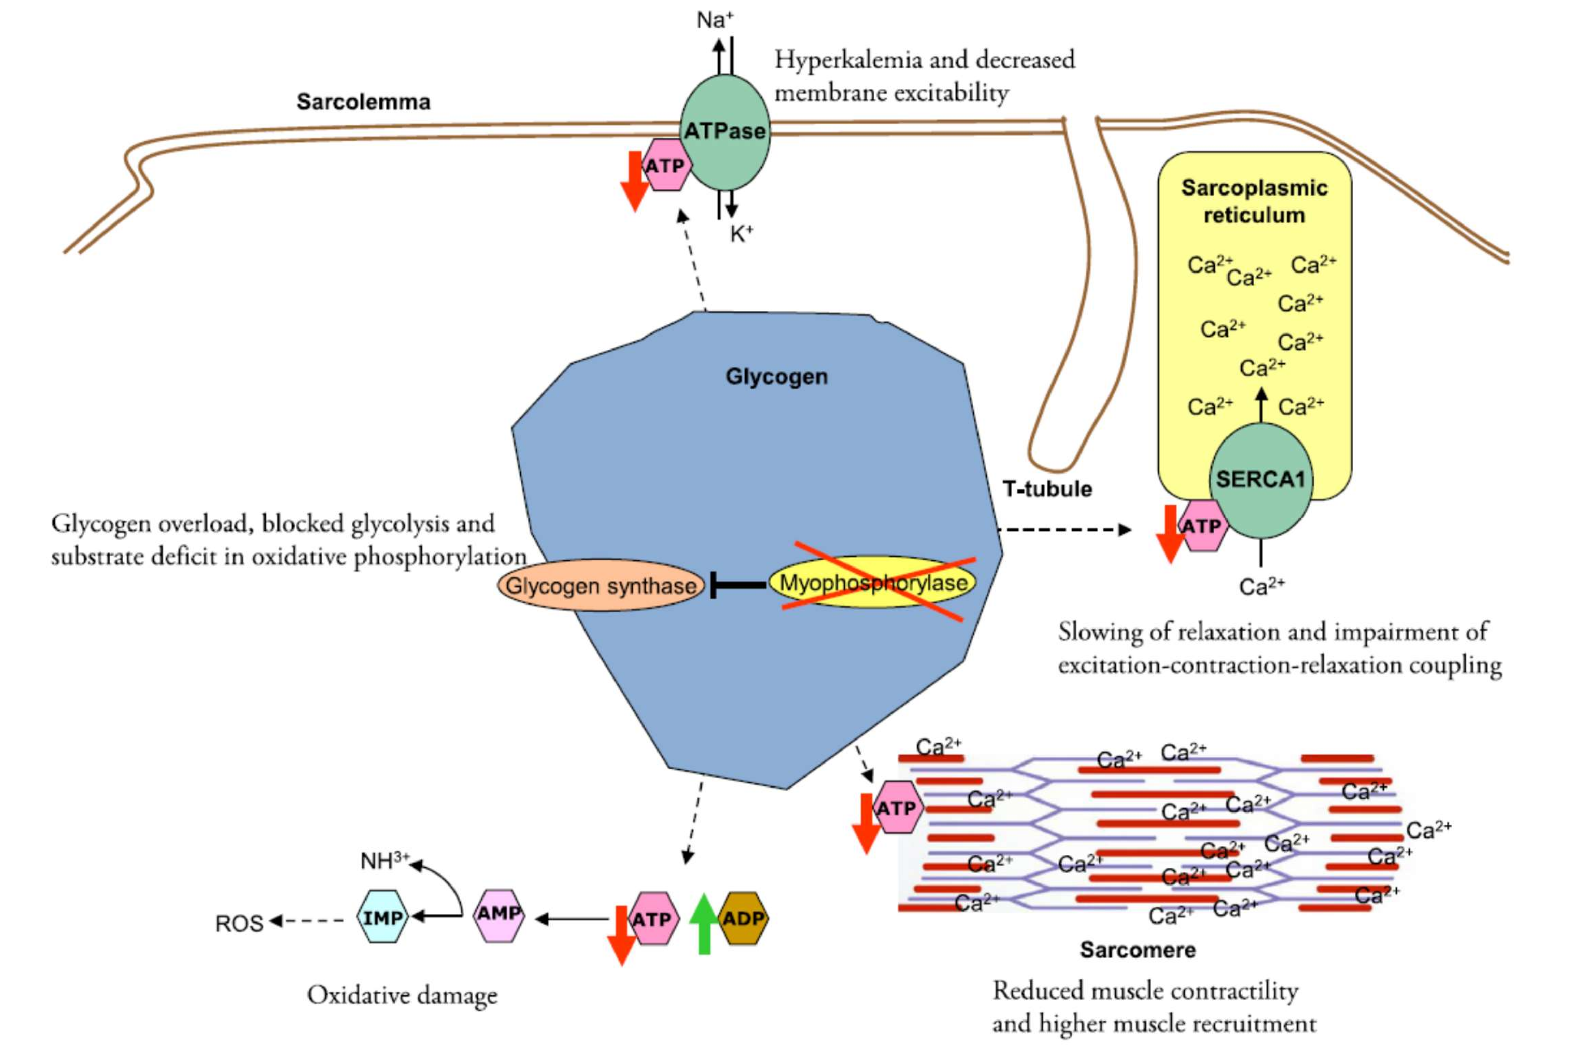 Na⁺
Hyperkalemia and decreased
membrane excitability
Sarcolemma
ATPase
ATP
K⁺
Sarcoplasmic
reticulum
Ca²⁺ Ca²⁺ Ca²⁺
Ca²⁺
Ca²⁺
Ca²⁺
Ca²⁺
Ca²⁺ Ca²⁺
SERCA1
ATP
Ca²⁺
T-tubule
Slowing of relaxation and impairment of
excitation-contraction-relaxation coupling
Glycogen
Glycogen overload, blocked glycolysis and
substrate deficit in oxidative phosphorylation
Glycogen synthase
Myophosphorylase
ATP
Ca²⁺ Ca²⁺ Ca²⁺
Ca²⁺ Ca²⁺ Ca²⁺ Ca²⁺
Ca²⁺ Ca²⁺ Ca²⁺
Ca²⁺ Ca²⁺ Ca²⁺ Ca²⁺ Ca²⁺
Ca²⁺ Ca²⁺ Ca²⁺ Ca²⁺
Sarcomere
Reduced muscle contractility
and higher muscle recruitment
NH³⁺
ROS
IMP
AMP
ATP
ADP
Oxidative damage